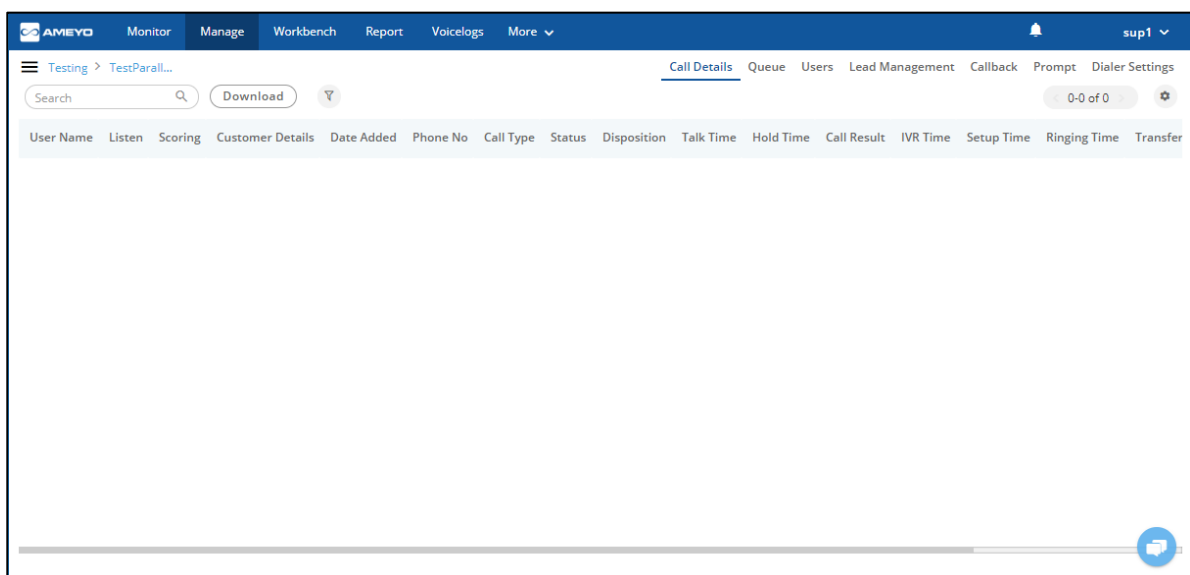 AMEYO Monitor Manage Workbench Report Voicelogs More sup1
Testing > TestParall... Call Details Queue Users Lead Management Callback Prompt Dialer Settings
Search Download 0-0 of 0
User Name Listen Scoring Customer Details Date Added Phone No Call Type Status Disposition Talk Time Hold Time Call Result IVR Time Setup Time Ringing Time Transfer